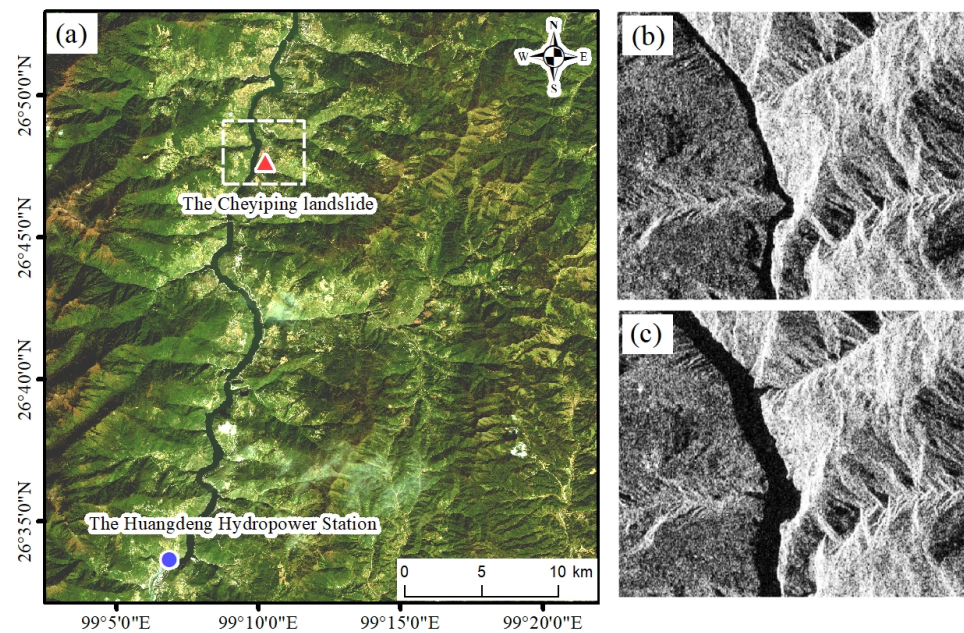 (a)
N
W E
S
26°50'0"N
The Cheyiping landslide
26°45'0"N
26°40'0"N
26°35'0"N
The Huangdeng Hydropower Station
0 5 10 km
99°5'0"E 99°10'0"E 99°15'0"E 99°20'0"E
(b)
(c)